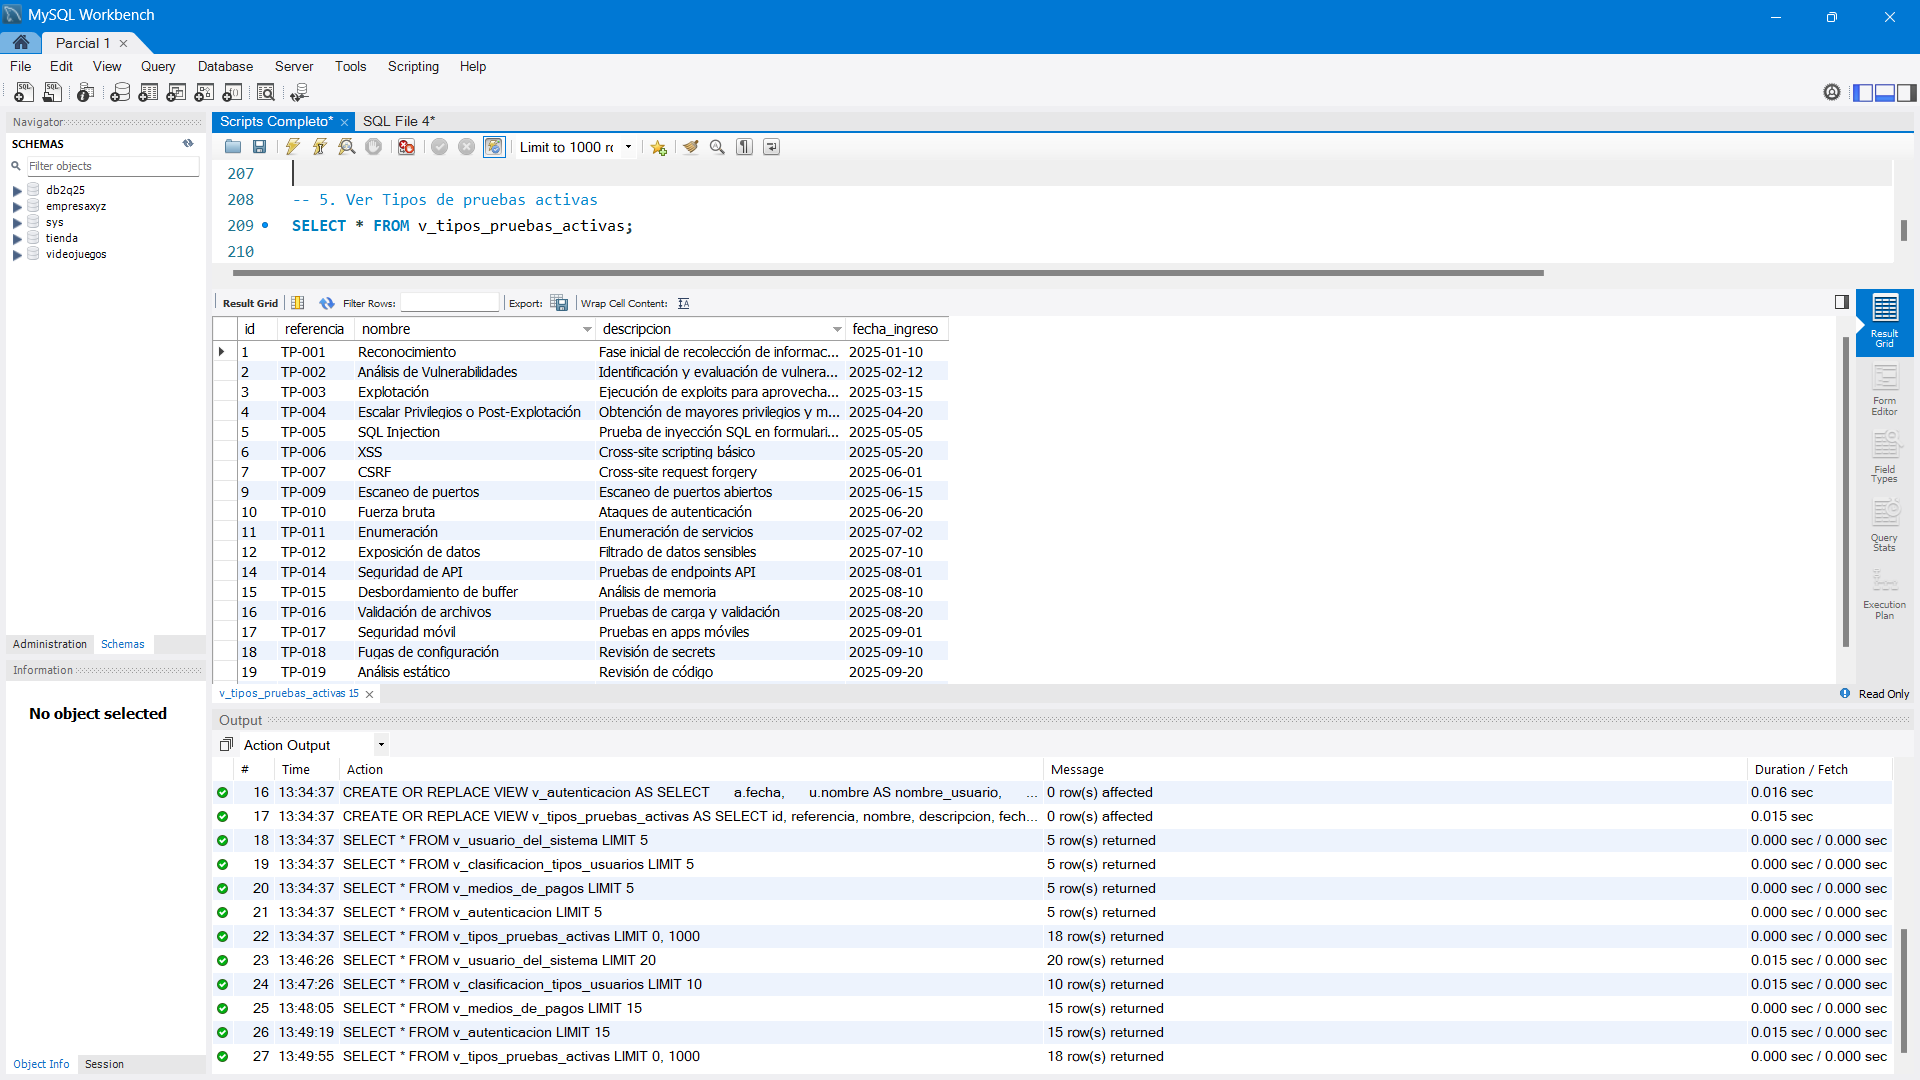 MySQL Workbench
Parcial 1
File Edit View Query Database Server Tools Scripting Help
Navigator
SCHEMAS
Filter objects
db2q25
empresaxyz
sys
tienda
videojuegos
Administration Schemas
Information
No object selected
Object Info Session
Scripts Completo* SQL File 4*
Limit to 1000 rc
207
208 -- 5. Ver Tipos de pruebas activas
209 SELECT * FROM v_tipos_pruebas_activas;
210
Result Grid Filter Rows: Export: Wrap Cell Content:
id referencia nombre descripcion fecha_ingreso
1 TP-001 Reconocimiento Fase inicial de recolección de informac... 2025-01-10
2 TP-002 Análisis de Vulnerabilidades Identificación y evaluación de vulnera... 2025-02-12
3 TP-003 Explotación Ejecución de exploits para aprovecha... 2025-03-15
4 TP-004 Escalar Privilegios o Post-Explotación Obtención de mayores privilegios y m... 2025-04-20
5 TP-005 SQL Injection Prueba de inyección SQL en formulari... 2025-05-05
6 TP-006 XSS Cross-site scripting básico 2025-05-20
7 TP-007 CSRF Cross-site request forgery 2025-06-01
9 TP-009 Escaneo de puertos Escaneo de puertos abiertos 2025-06-15
10 TP-010 Fuerza bruta Ataques de autenticación 2025-06-20
11 TP-011 Enumeración Enumeración de servicios 2025-07-02
12 TP-012 Exposición de datos Filtrado de datos sensibles 2025-07-10
14 TP-014 Seguridad de API Pruebas de endpoints API 2025-08-01
15 TP-015 Desbordamiento de buffer Análisis de memoria 2025-08-10
16 TP-016 Validación de archivos Pruebas de carga y validación 2025-08-20
17 TP-017 Seguridad móvil Pruebas en apps móviles 2025-09-01
18 TP-018 Fugas de configuración Revisión de secrets 2025-09-10
19 TP-019 Análisis estático Revisión de código 2025-09-20
Result
Grid
Form
Editor
Field
Types
Query
Stats
Execution
Plan
v_tipos_pruebas_activas 15
Read Only
Output
Action Output
# Time Action Message Duration / Fetch
16 13:34:37 CREATE OR REPLACE VIEW v_autenticacion AS SELECT a.fecha, u.nombre AS nombre_usuario, ... 0 row(s) affected 0.016 sec
17 13:34:37 CREATE OR REPLACE VIEW v_tipos_pruebas_activas AS SELECT id, referencia, nombre, descripcion, fech... 0 row(s) affected 0.015 sec
18 13:34:37 SELECT * FROM v_usuario_del_sistema LIMIT 5 5 row(s) returned 0.000 sec / 0.000 sec
19 13:34:37 SELECT * FROM v_clasificacion_tipos_usuarios LIMIT 5 5 row(s) returned 0.000 sec / 0.000 sec
20 13:34:37 SELECT * FROM v_medios_de_pagos LIMIT 5 5 row(s) returned 0.000 sec / 0.000 sec
21 13:34:37 SELECT * FROM v_autenticacion LIMIT 5 5 row(s) returned 0.000 sec / 0.000 sec
22 13:34:37 SELECT * FROM v_tipos_pruebas_activas LIMIT 0, 1000 18 row(s) returned 0.000 sec / 0.000 sec
23 13:46:26 SELECT * FROM v_usuario_del_sistema LIMIT 20 20 row(s) returned 0.015 sec / 0.000 sec
24 13:47:26 SELECT * FROM v_clasificacion_tipos_usuarios LIMIT 10 10 row(s) returned 0.015 sec / 0.000 sec
25 13:48:05 SELECT * FROM v_medios_de_pagos LIMIT 15 15 row(s) returned 0.000 sec / 0.000 sec
26 13:49:19 SELECT * FROM v_autenticacion LIMIT 15 15 row(s) returned 0.015 sec / 0.000 sec
27 13:49:55 SELECT * FROM v_tipos_pruebas_activas LIMIT 0, 1000 18 row(s) returned 0.000 sec / 0.000 sec